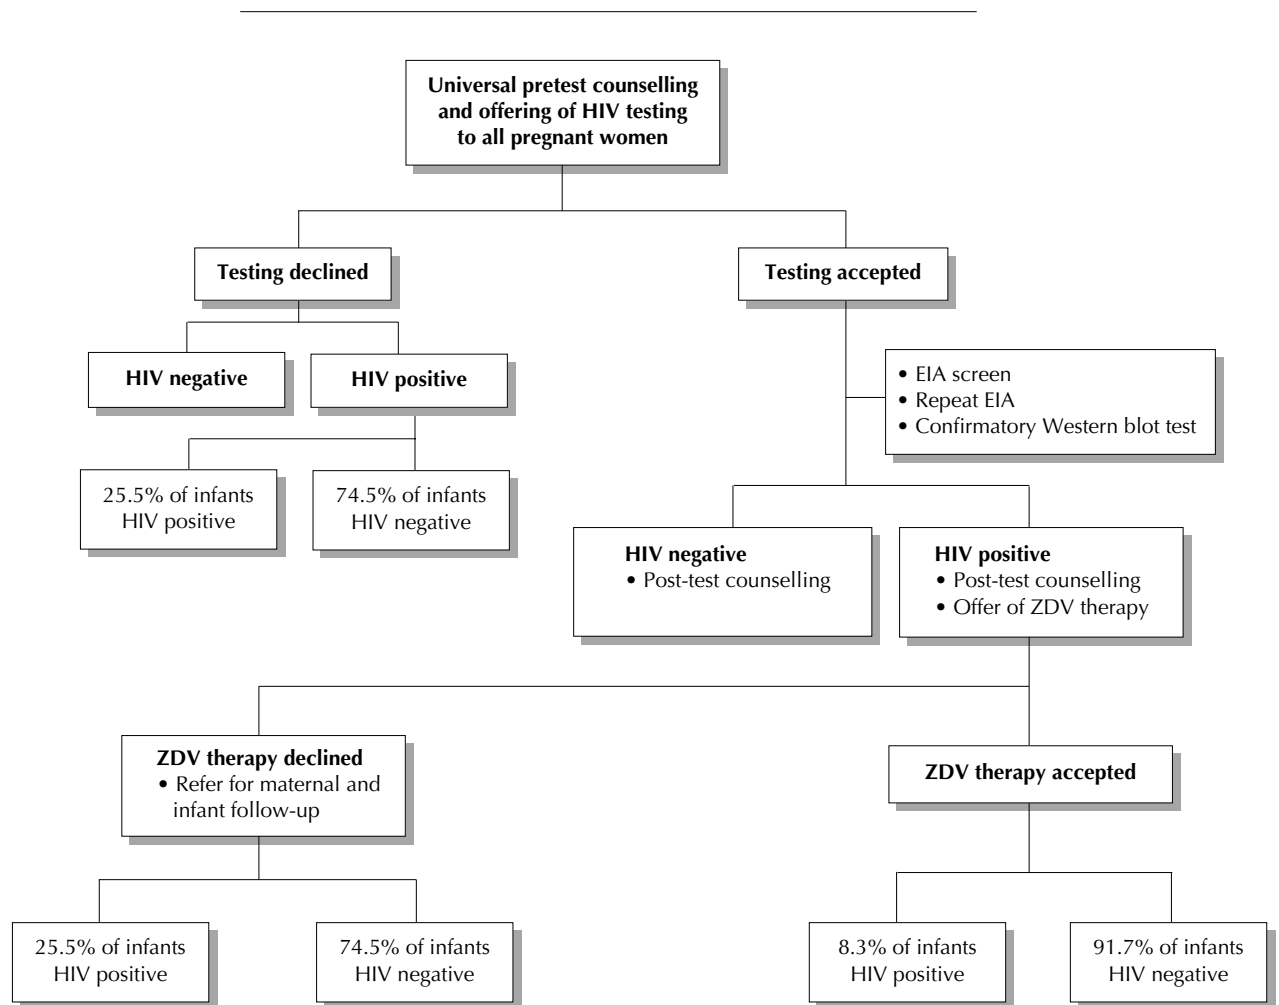 Universal pretest counselling
and offering of HIV testing
to all pregnant women
Testing declined
Testing accepted
HIV negative
HIV positive
• EIA screen
• Repeat EIA
• Confirmatory Western blot test
25.5% of infants
HIV positive
74.5% of infants
HIV negative
HIV negative
• Post-test counselling
HIV positive
• Post-test counselling
• Offer of ZDV therapy
ZDV therapy declined
• Refer for maternal and
infant follow-up
ZDV therapy accepted
25.5% of infants
HIV positive
74.5% of infants
HIV negative
8.3% of infants
HIV positive
91.7% of infants
HIV negative